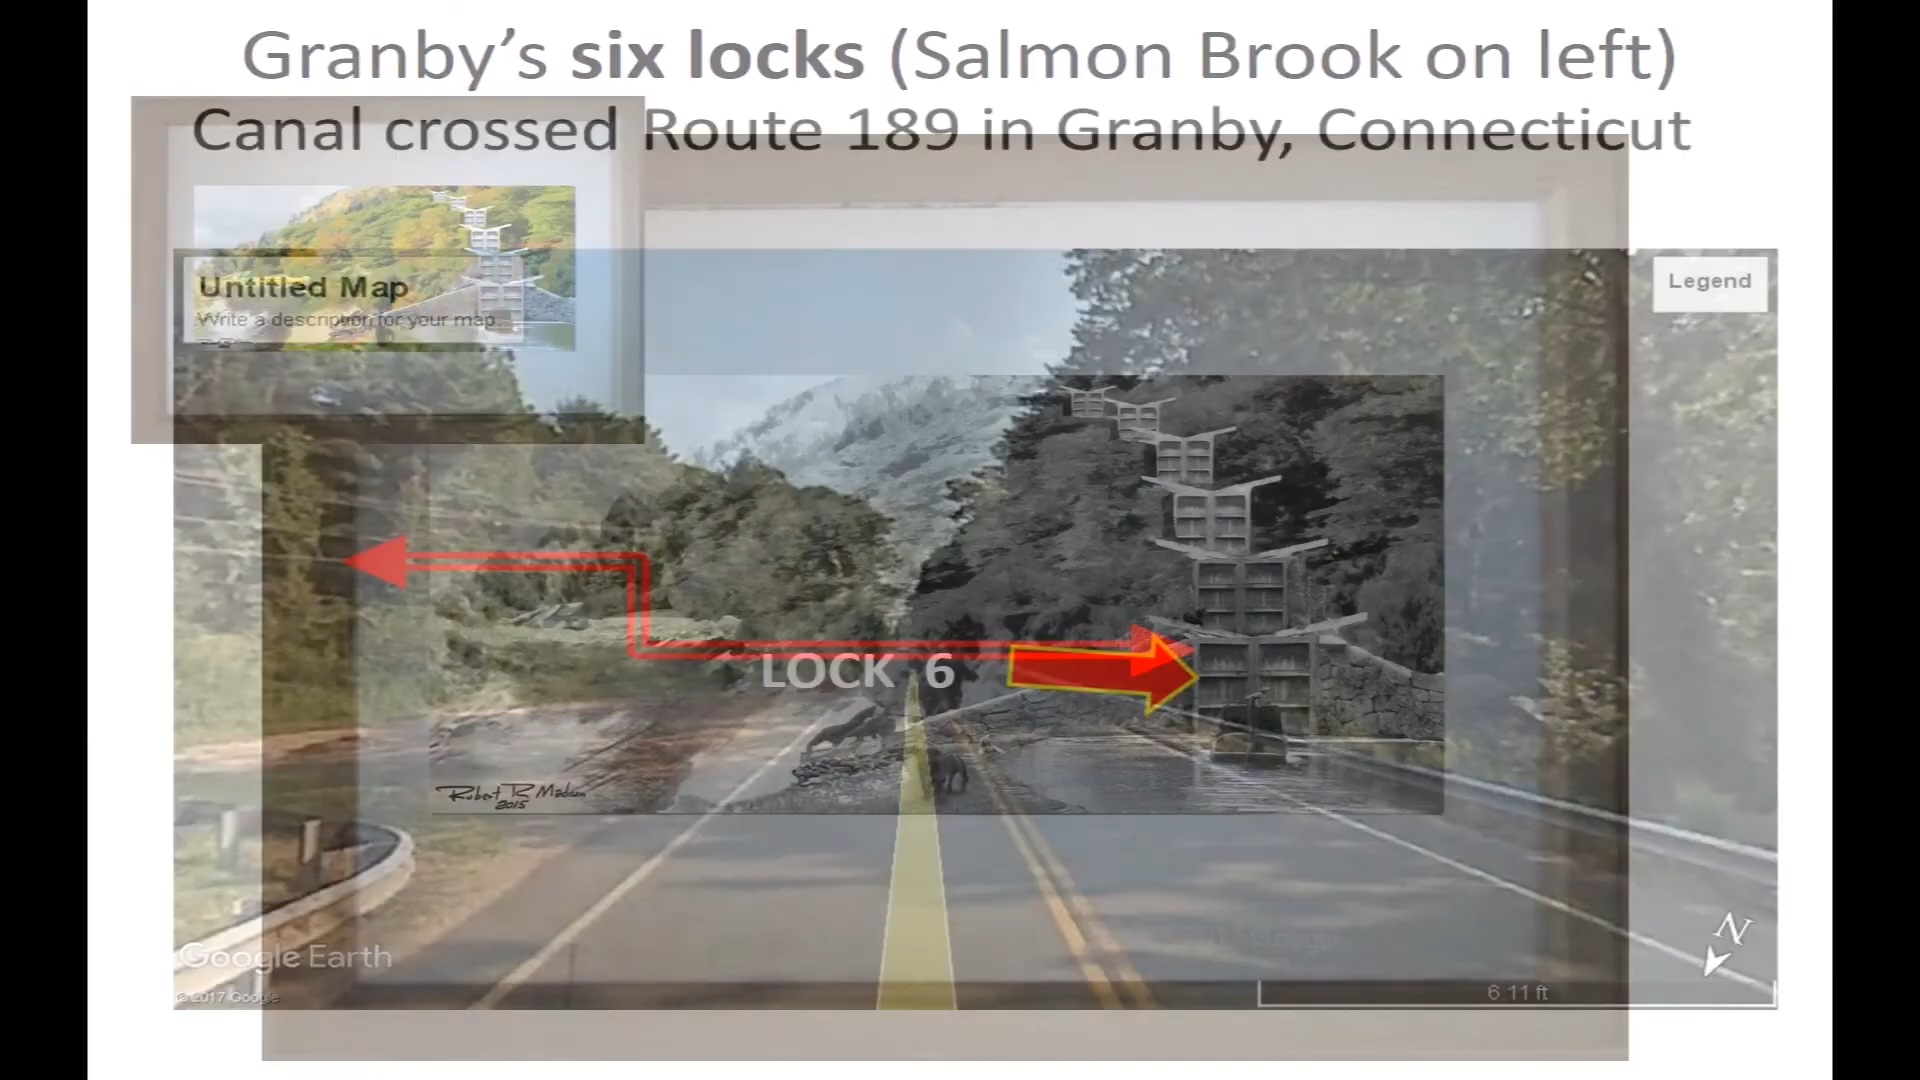 Granby's six locks (Salmon Brook on left)
Canal crossed Route 189 in Granby, Connecticut
Untitled Map
Write a description for your map.
Legend
LOCK 6
Robert R Madison
2015
N
Google Earth
© 2017 Google
6.11 ft